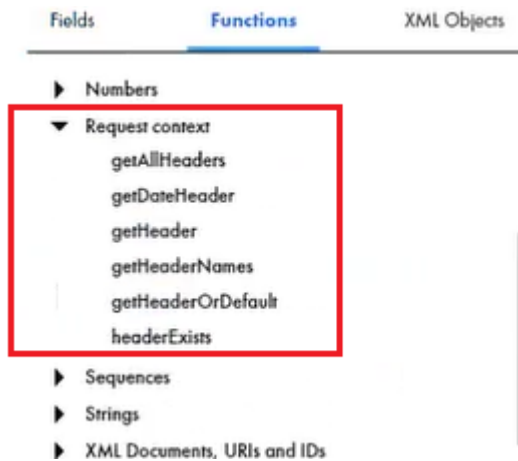 Fields Functions XML Objects
Numbers
Request context
getAllHeaders
getDateHeader
getHeader
getHeaderNames
getHeaderOrDefault
headerExists
Sequences
Strings
XML Documents, URIs and IDs